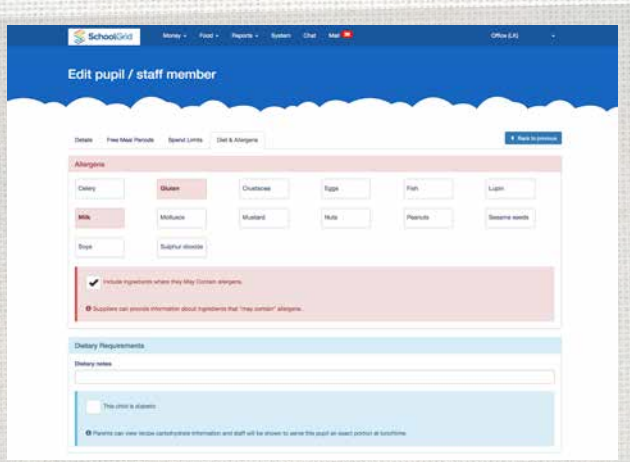 SchoolGrid Money Food Reports System Chat Mail Office (LA)
Edit pupil / staff member
Details Free Meal Periods Spend Limits Diet & Allergens Back to previous
Allergens
Celery Gluten Crustaceas Eggs Fish Lupin
Milk Molluscs Mustard Nuts Peanuts Sesame seeds
Soya Sulphur dioxide
Include ingredients where they May Contain allergens.
Suppliers can provide information about ingredients that "may contain" allergens.
Dietary Requirements
Dietary notes
This child is diabetic
Parents can view recipe carbohydrate information and staff will be shown to serve this pupil an exact portion at lunchtime.